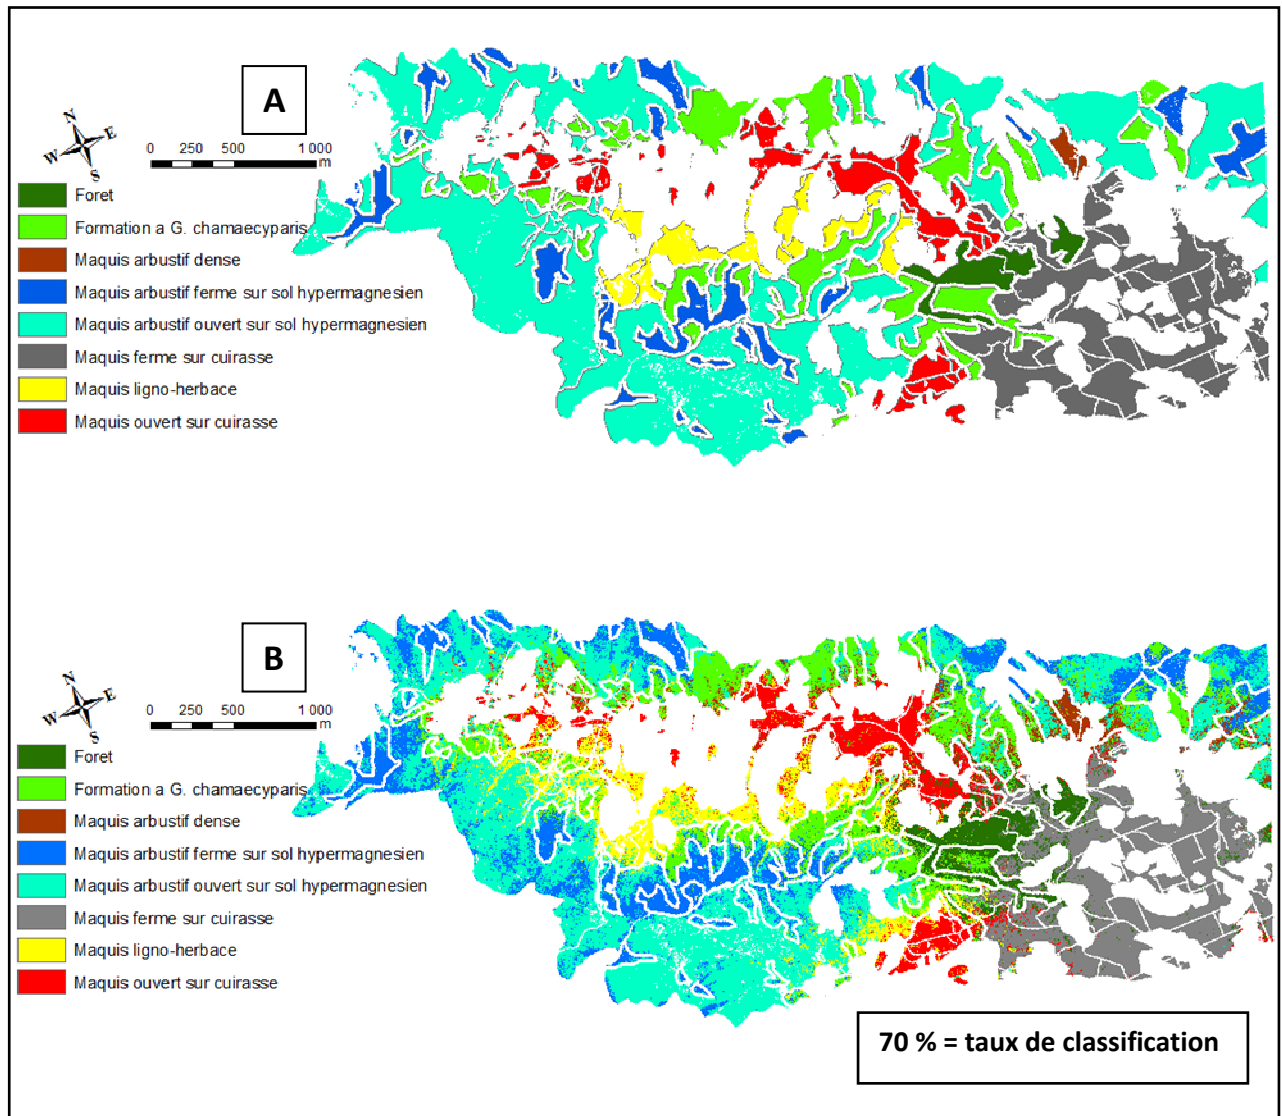 A
N
W E
S
0 250 500 1 000
m
Foret
Formation a G. chamaecyparis
Maquis arbustif dense
Maquis arbustif ferme sur sol hypermagnesien
Maquis arbustif ouvert sur sol hypermagnesien
Maquis ferme sur cuirasse
Maquis ligno-herbace
Maquis ouvert sur cuirasse
B
N
W E
S
0 250 500 1 000
m
Foret
Formation a G. chamaecyparis
Maquis arbustif dense
Maquis arbustif ferme sur sol hypermagnesien
Maquis arbustif ouvert sur sol hypermagnesien
Maquis ferme sur cuirasse
Maquis ligno-herbace
Maquis ouvert sur cuirasse
70 % = taux de classification